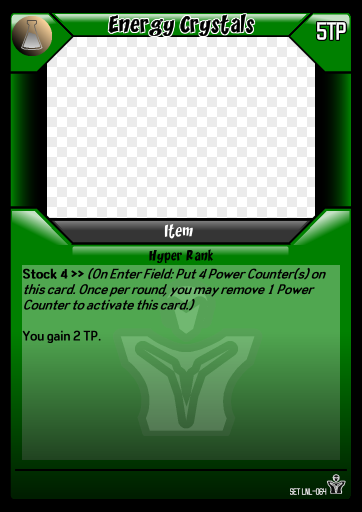 Energy Crystals
5TP
Item
Hyper Rank
Stock 4 >> (On Enter Field: Put 4 Power Counter(s) on
this card. Once per round, you may remove 1 Power
Counter to activate this card.)
You gain 2 TP.
SET LNL-064